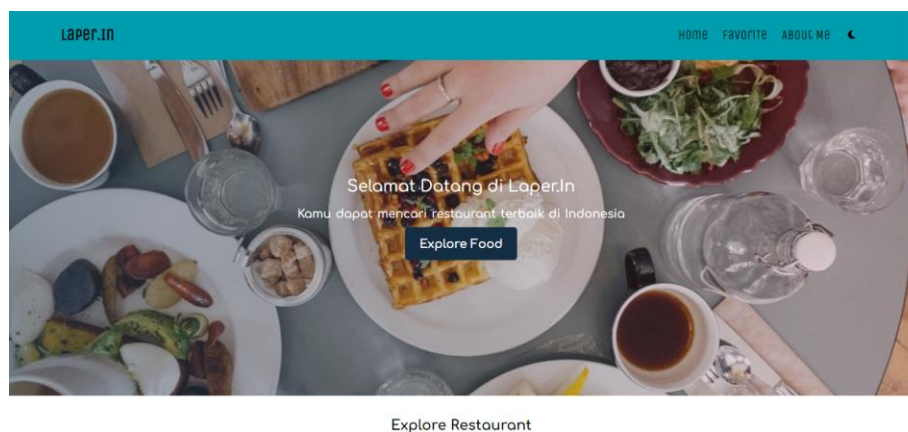 Laper.In
Home Favorite About Me
Selamat Datang di Laper.In
Kamu dapat mencari restaurant terbaik di Indonesia
Explore Food
Explore Restaurant